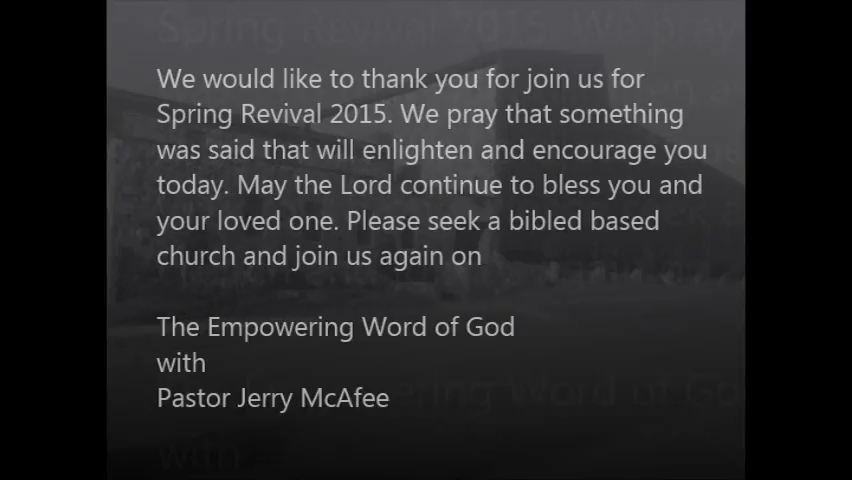 We would like to thank you for join us for
Spring Revival 2015. We pray that something
was said that will enlighten and encourage you
today. May the Lord continue to bless you and
your loved one. Please seek a bibled based
church and join us again on
The Empowering Word of God
with
Pastor Jerry McAfee